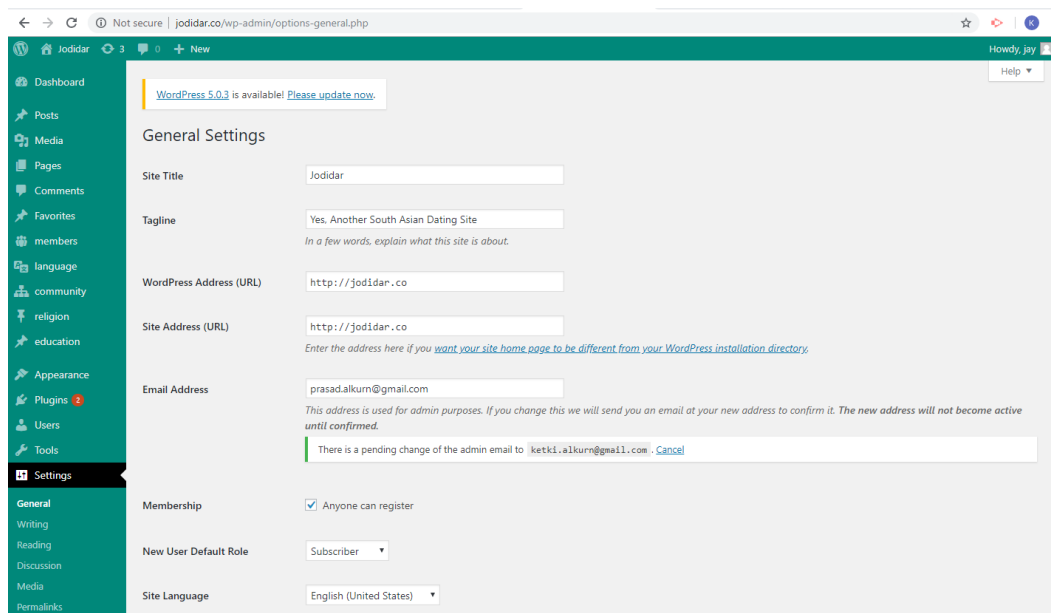 Not secure | jodidar.co/wp-admin/options-general.php
K
Jodidar 3 0 + New
Howdy, jay
Help ▼
Dashboard
Posts
Media
Pages
Comments
Favorites
members
language
community
religion
education
Appearance
Plugins 2
Users
Tools
Settings
General
Writing
Reading
Discussion
Media
Permalinks
WordPress 5.0.3 is available! Please update now.
General Settings
Site Title
Jodidar
Tagline
Yes, Another South Asian Dating Site
In a few words, explain what this site is about.
WordPress Address (URL)
http://jodidar.co
Site Address (URL)
http://jodidar.co
Enter the address here if you want your site home page to be different from your WordPress installation directory.
Email Address
prasad.alkurn@gmail.com
This address is used for admin purposes. If you change this we will send you an email at your new address to confirm it. The new address will not become active
until confirmed.
There is a pending change of the admin email to ketki.alkurn@gmail.com . Cancel
Membership
Anyone can register
New User Default Role
Subscriber
Site Language
English (United States)